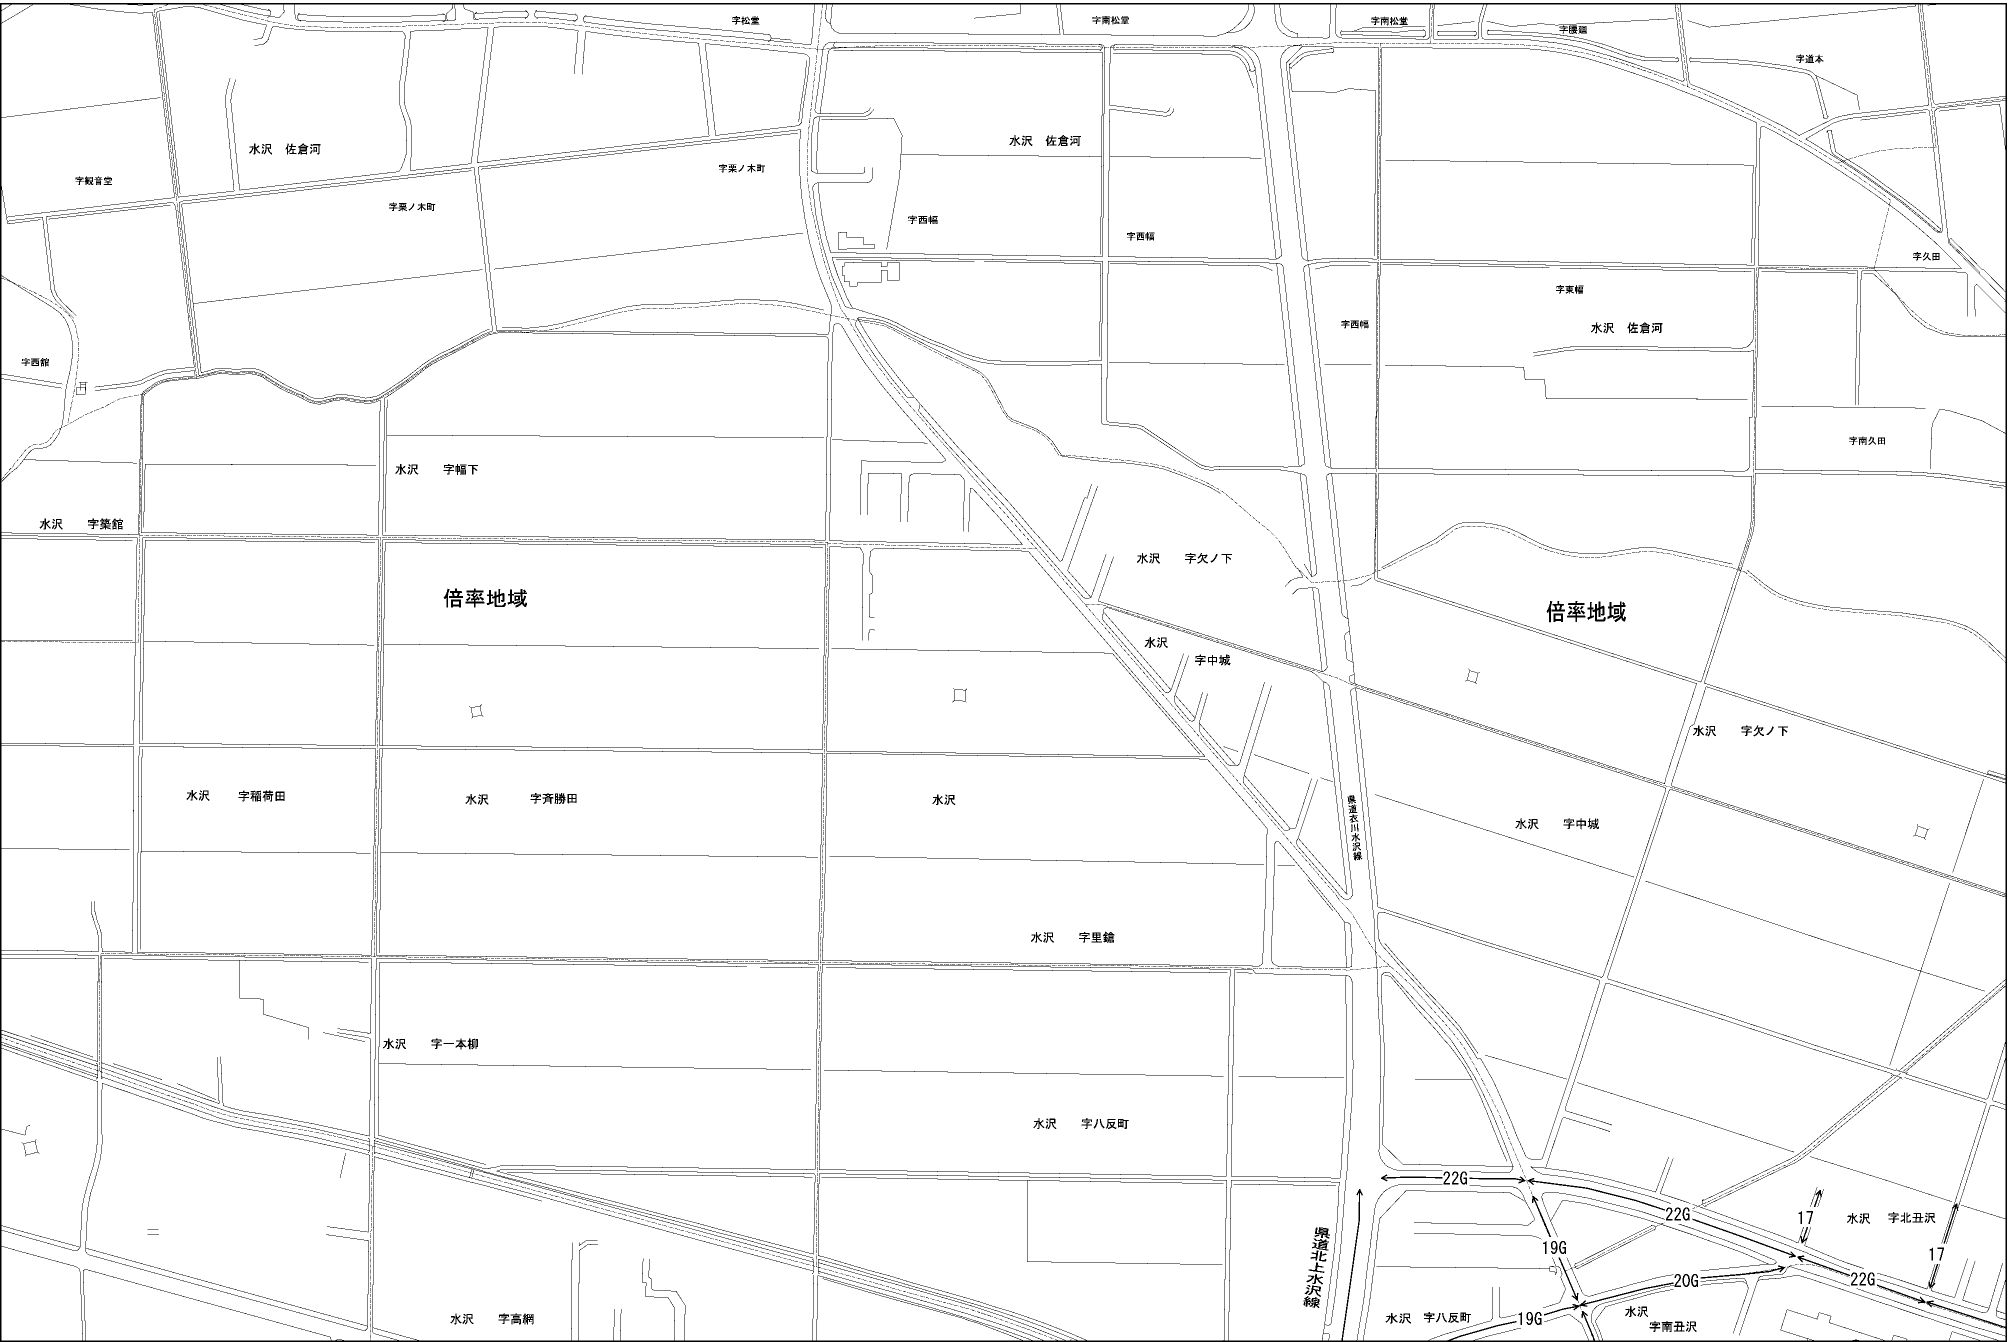 字松堂
字南松堂
字南松堂
字腰廻
字道本
水沢　佐倉河
水沢　佐倉河
字観音堂
字栗ノ木町
字栗ノ木町
字西幅
字西幅
字久田
字東幅
字西幅
水沢　佐倉河
字西館
字南久田
水沢　字幅下
水沢　字築館
水沢　字欠ノ下
倍率地域
倍率地域
水沢
字中城
水沢　字欠ノ下
水沢　字稲荷田
水沢　字斉勝田
水沢
県道衣川水沢線
水沢　字中城
水沢　字里鎗
水沢　字一本柳
水沢　字八反町
22G
22G
17
水沢　字北丑沢
19G
17
県道北上水沢線
20G
22G
水沢　字高網
水沢　字八反町
19G
水沢
字南丑沢